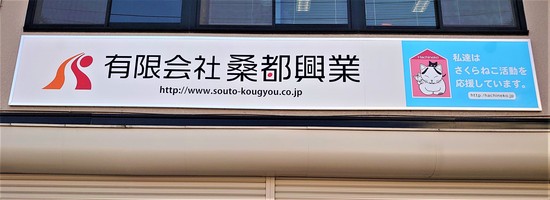 有限会社 桑都興業
http://www.souto-kougyou.co.jp
私達は
さくらねこ活動を
応援しています。